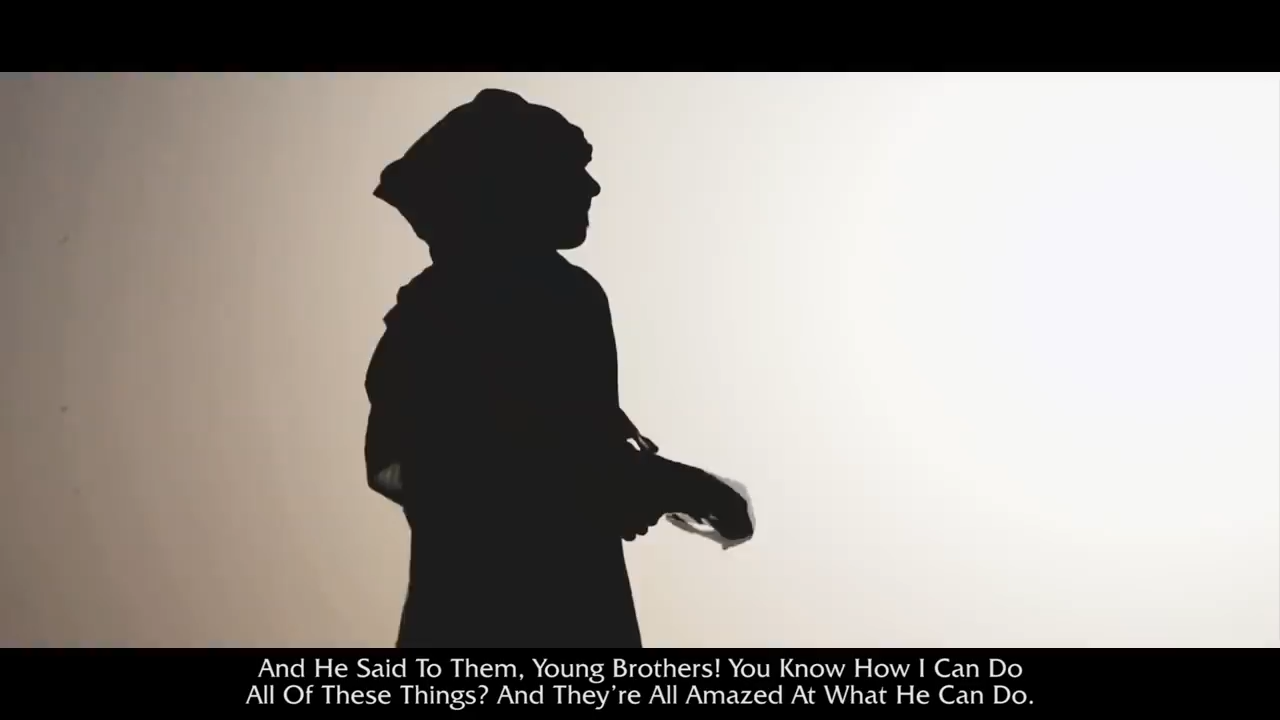 And He Said To Them, Young Brothers! You Know How I Can Do
All Of These Things? And They're All Amazed At What He Can Do.